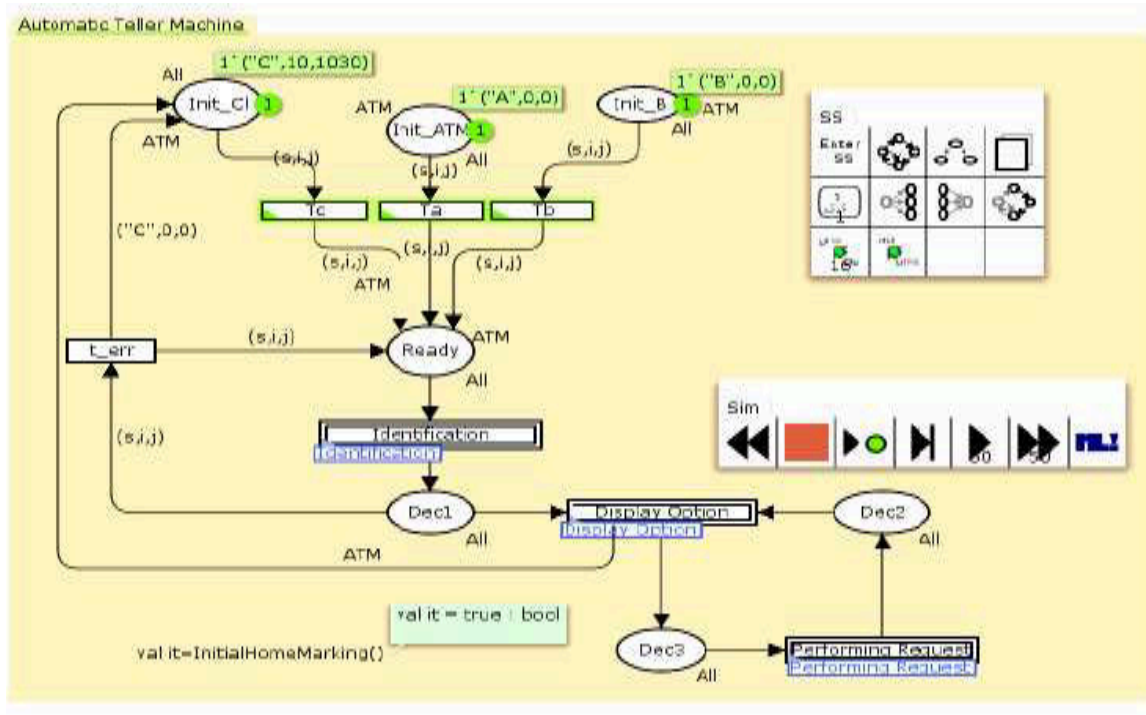 Automatic Teller Machine
1`("C",10,1030)
All
Init_Cl
1
ATM
ATM
1`("A",0,0)
Init_ATM
1
All
1`("B",0,0)
Init_B
1
ATM
All
(s,i,j)
(s,i,j)
(s,i,j)
Tc
Ta
Tb
("C",0,0)
(s,i,j)
(s,i,j)
(s,i,j)
ATM
t_err
(s,i,j)
Ready
ATM
All
(s,i,j)
Identification
Identification
Dec1
All
Display Option
Display Option
Dec2
All
ATM
val it = true : bool
val it=InitialHomeMarking()
Dec3
All
Performing Request
Performing Request
SS
Enter
SS
Sim
50
ML!